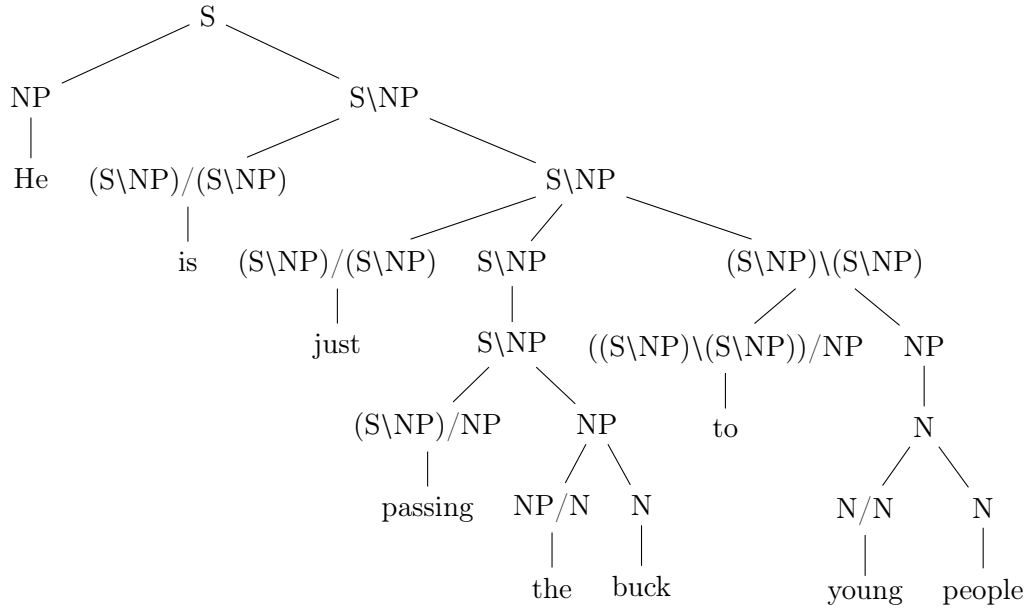 S
NP S\NP
He (S\NP)/(S\NP) S\NP
is (S\NP)/(S\NP) S\NP (S\NP)\(S\NP)
just S\NP ((S\NP)\(S\NP))/NP NP
(S\NP)/NP NP to N
passing NP/N N N/N N
the buck young people